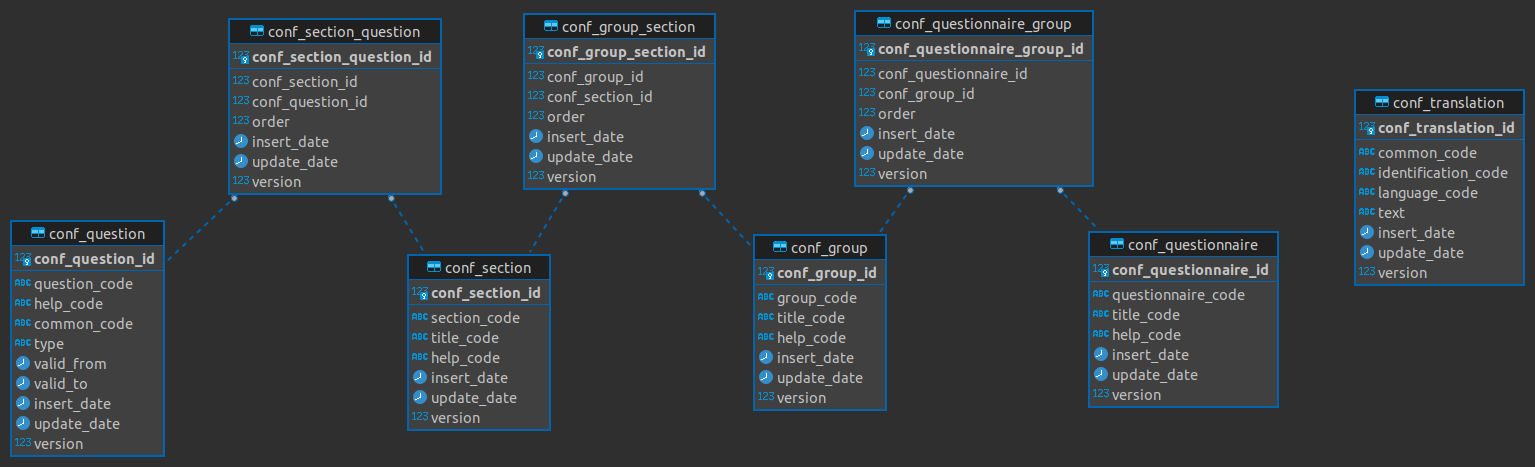 conf_section_question
123 conf_section_question_id
123 conf_section_id
123 conf_question_id
123 order
insert_date
update_date
123 version
conf_group_section
123 conf_group_section_id
123 conf_group_id
123 conf_section_id
123 order
insert_date
update_date
123 version
conf_questionnaire_group
123 conf_questionnaire_group_id
123 conf_questionnaire_id
123 conf_group_id
123 order
insert_date
update_date
123 version
conf_translation
123 conf_translation_id
ABC common_code
ABC identification_code
ABC language_code
ABC text
insert_date
update_date
123 version
conf_question
123 conf_question_id
ABC question_code
ABC help_code
ABC common_code
ABC type
valid_from
valid_to
insert_date
update_date
123 version
conf_section
123 conf_section_id
ABC section_code
ABC title_code
ABC help_code
insert_date
update_date
123 version
conf_group
123 conf_group_id
ABC group_code
ABC title_code
ABC help_code
insert_date
update_date
123 version
conf_questionnaire
123 conf_questionnaire_id
ABC questionnaire_code
ABC title_code
ABC help_code
insert_date
update_date
123 version